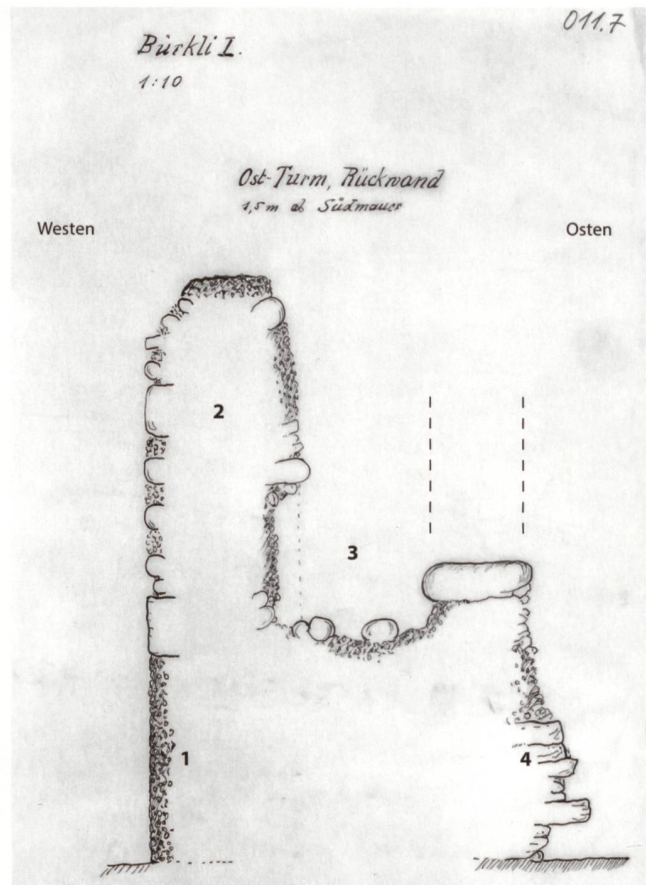 011.7
Bürkli I.
1:10
Ost-Turm, Rückwand
1,5 m ab Südmauer
Westen
Osten
2
3
1
4